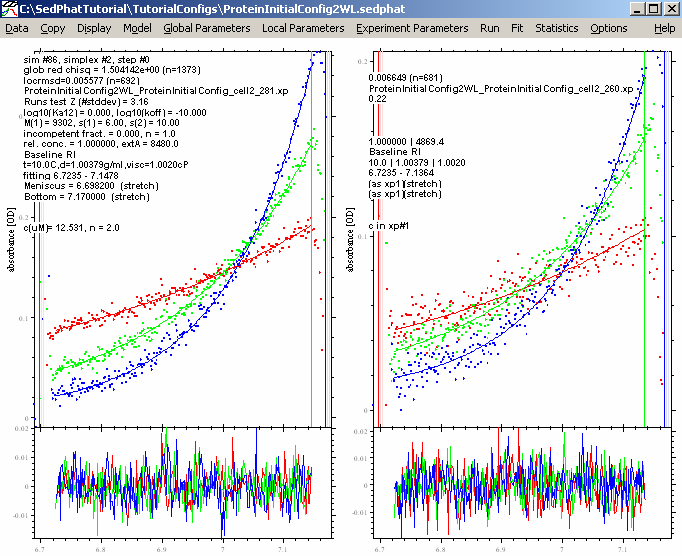 C:\SedPhatTutorial\TutorialConfigs\ProteinInitialConfig2WL.sedphat
Data Copy Display Model Global Parameters Local Parameters Experiment Parameters Run Fit Statistics Options Help
sim #86, simplex #2, step #0
glob red chisq = 1.504142e+00 (n=1373)
locrmsd=0.005577 (n=692)
ProteinInitialConfig2WL_ProteinInitialConfig_cell2_281.xp
Runs test Z (#stddev) = 3.16
log10(Ka12) = 0.000, log10(koff) = -10.000
M(1) = 9302, s(1) = 6.00, s(2) = 10.00
incompetent fract. = 0.000, n = 1.0
rel. conc. = 1.000000, extA = 8480.0
Baseline RI
t=10.0C,d=1.00379g/ml,visc=1.0020cP
fitting 6.7235 - 7.1478
Meniscus = 6.698200 (stretch)
Bottom = 7.170000 (stretch)
0.2
c(uM)= 12.531, n = 2.0
absorbance [OD]
0.1
0
0.02
0.01
0
-0.01
6.7
6.8
6.9
7
7.1
0.2
0.006649 (n=681)
ProteinInitialConfig2WL_ProteinInitialConfig_cell2_260.xp
0.22
1.000000 | 4869.4
Baseline RI
10.0 | 1.00379 | 1.0020
6.7235 - 7.1364
(as xp1)(stretch)
(as xp1)(stretch)
c in xp#1
absorbance [OD]
0.1
0
0.02
0.01
0
-0.01
6.7
6.8
6.9
7
7.1